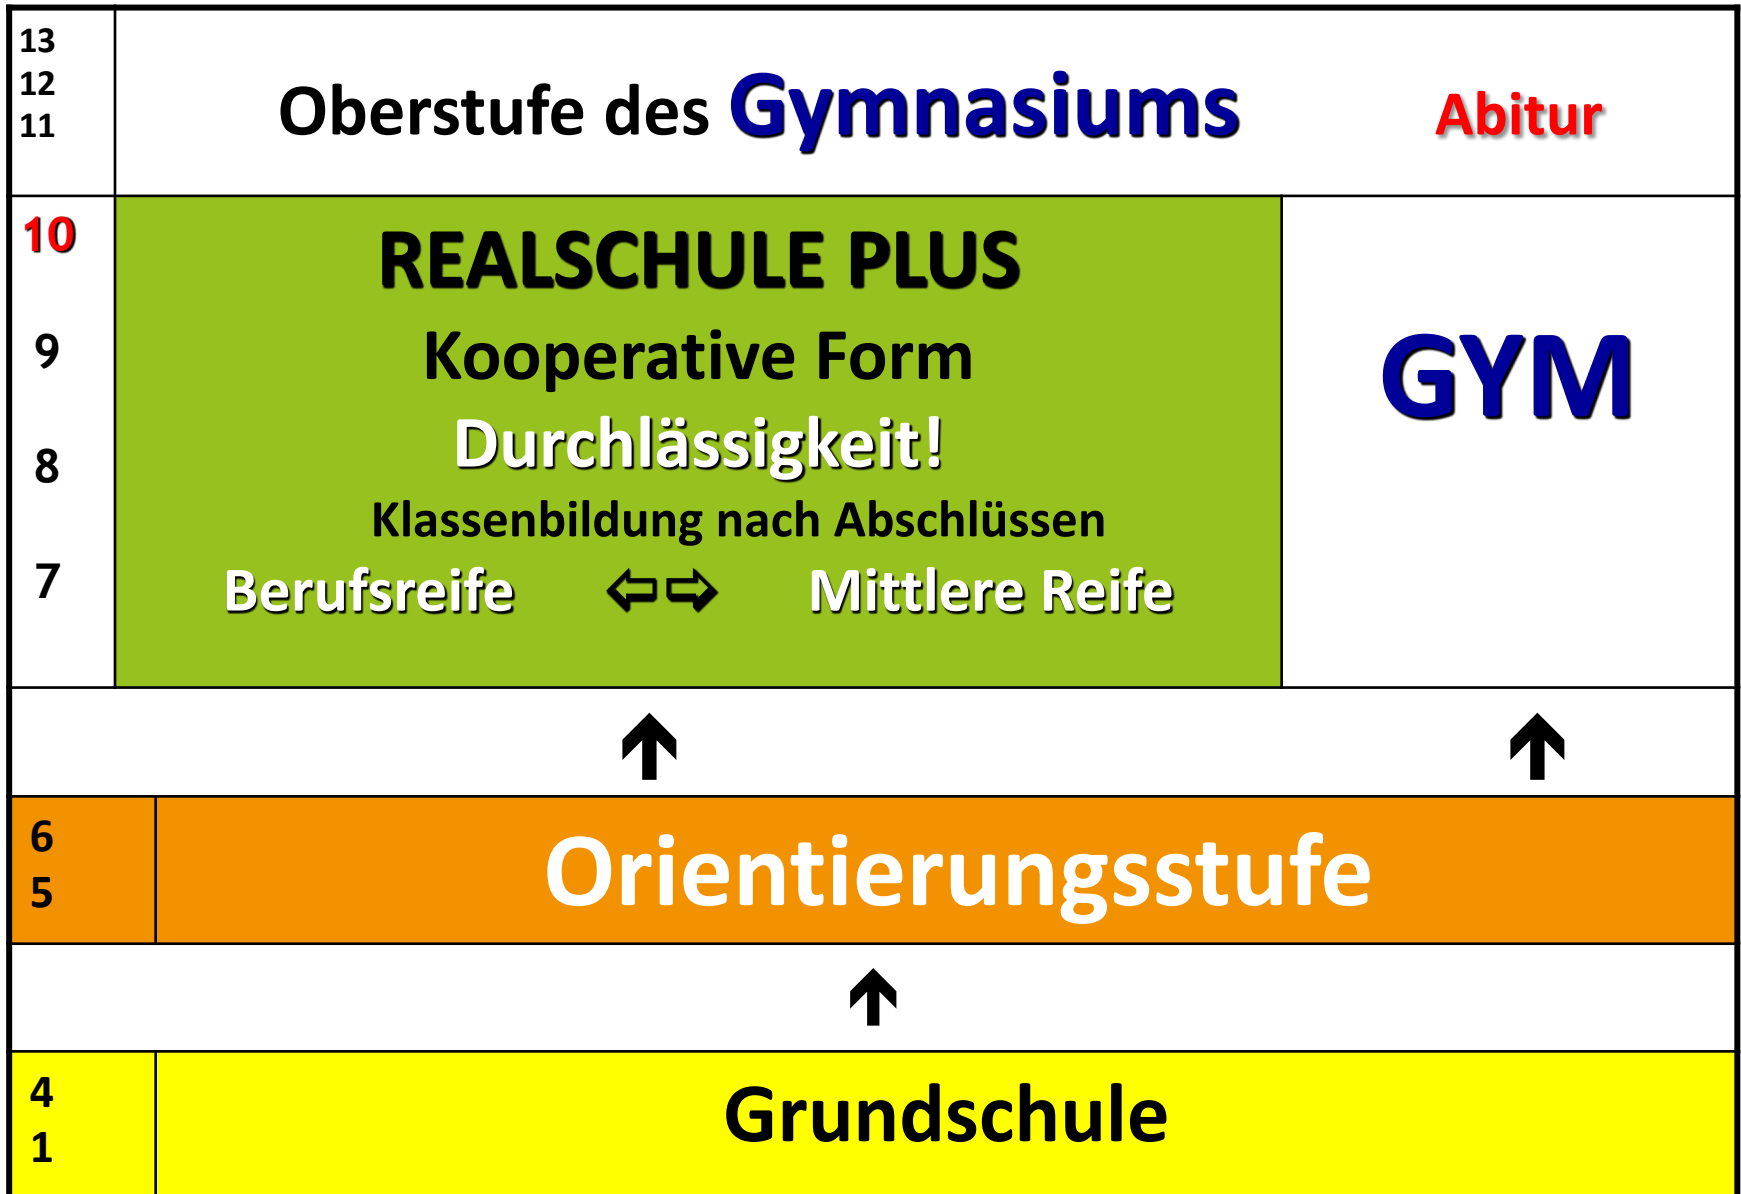 13
12
11
Oberstufe des Gymnasiums Abitur
10
9
8
7
REALSCHULE PLUS
Kooperative Form
Durchlässigkeit!
Klassenbildung nach Abschlüssen
Berufsreife ⇦⇨ Mittlere Reife
GYM
6
5
Orientierungsstufe
4
1
Grundschule